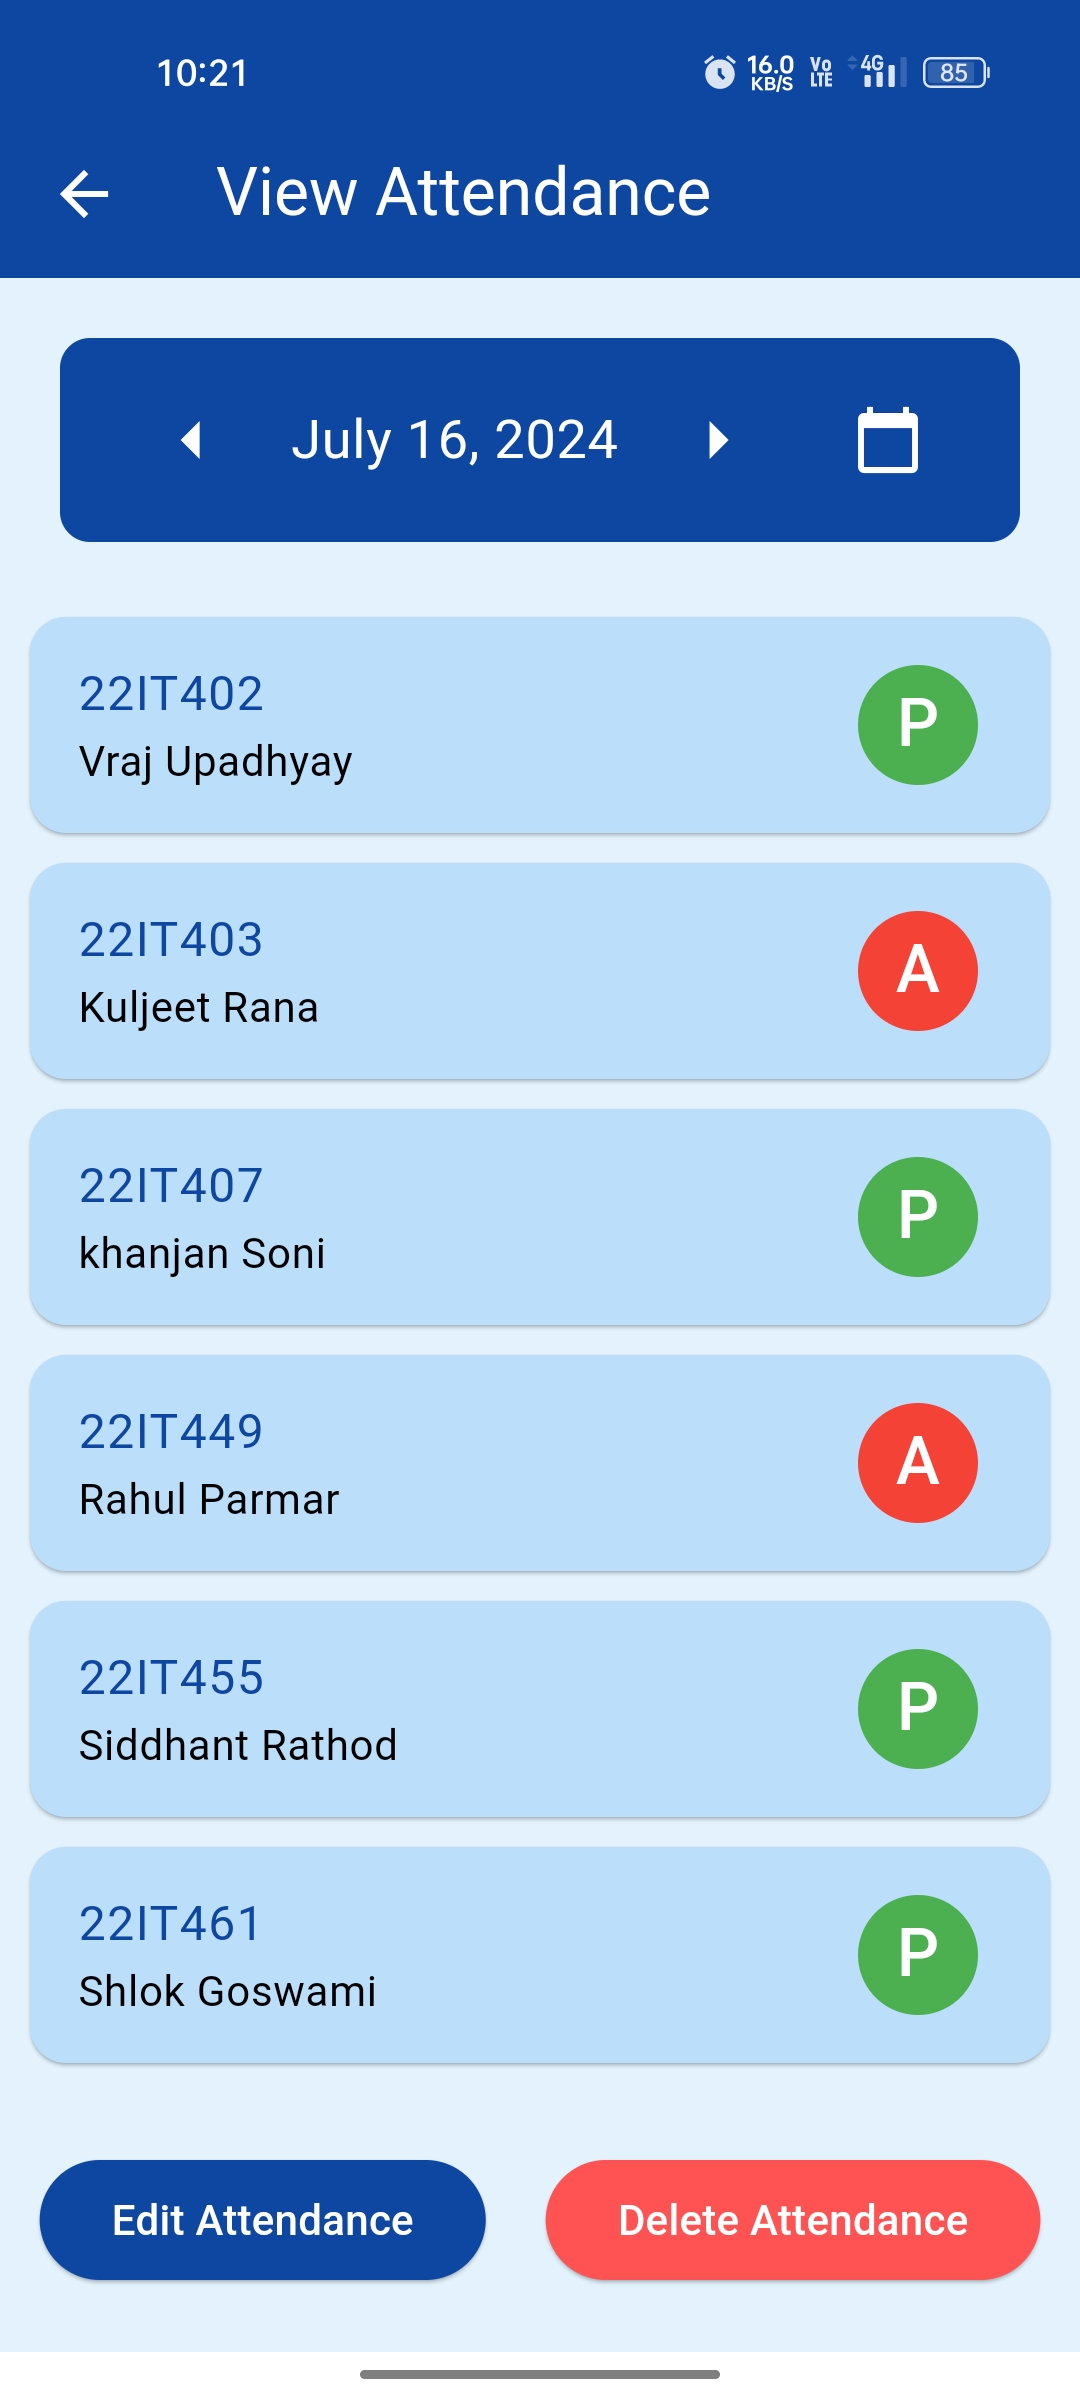 10:21
16.0
KB/S
Vo
LTE
4G
85
View Attendance
July 16, 2024
22IT402
Vraj Upadhyay
P
22IT403
Kuljeet Rana
A
22IT407
khanjan Soni
P
22IT449
Rahul Parmar
A
22IT455
Siddhant Rathod
P
22IT461
Shlok Goswami
P
Edit Attendance
Delete Attendance